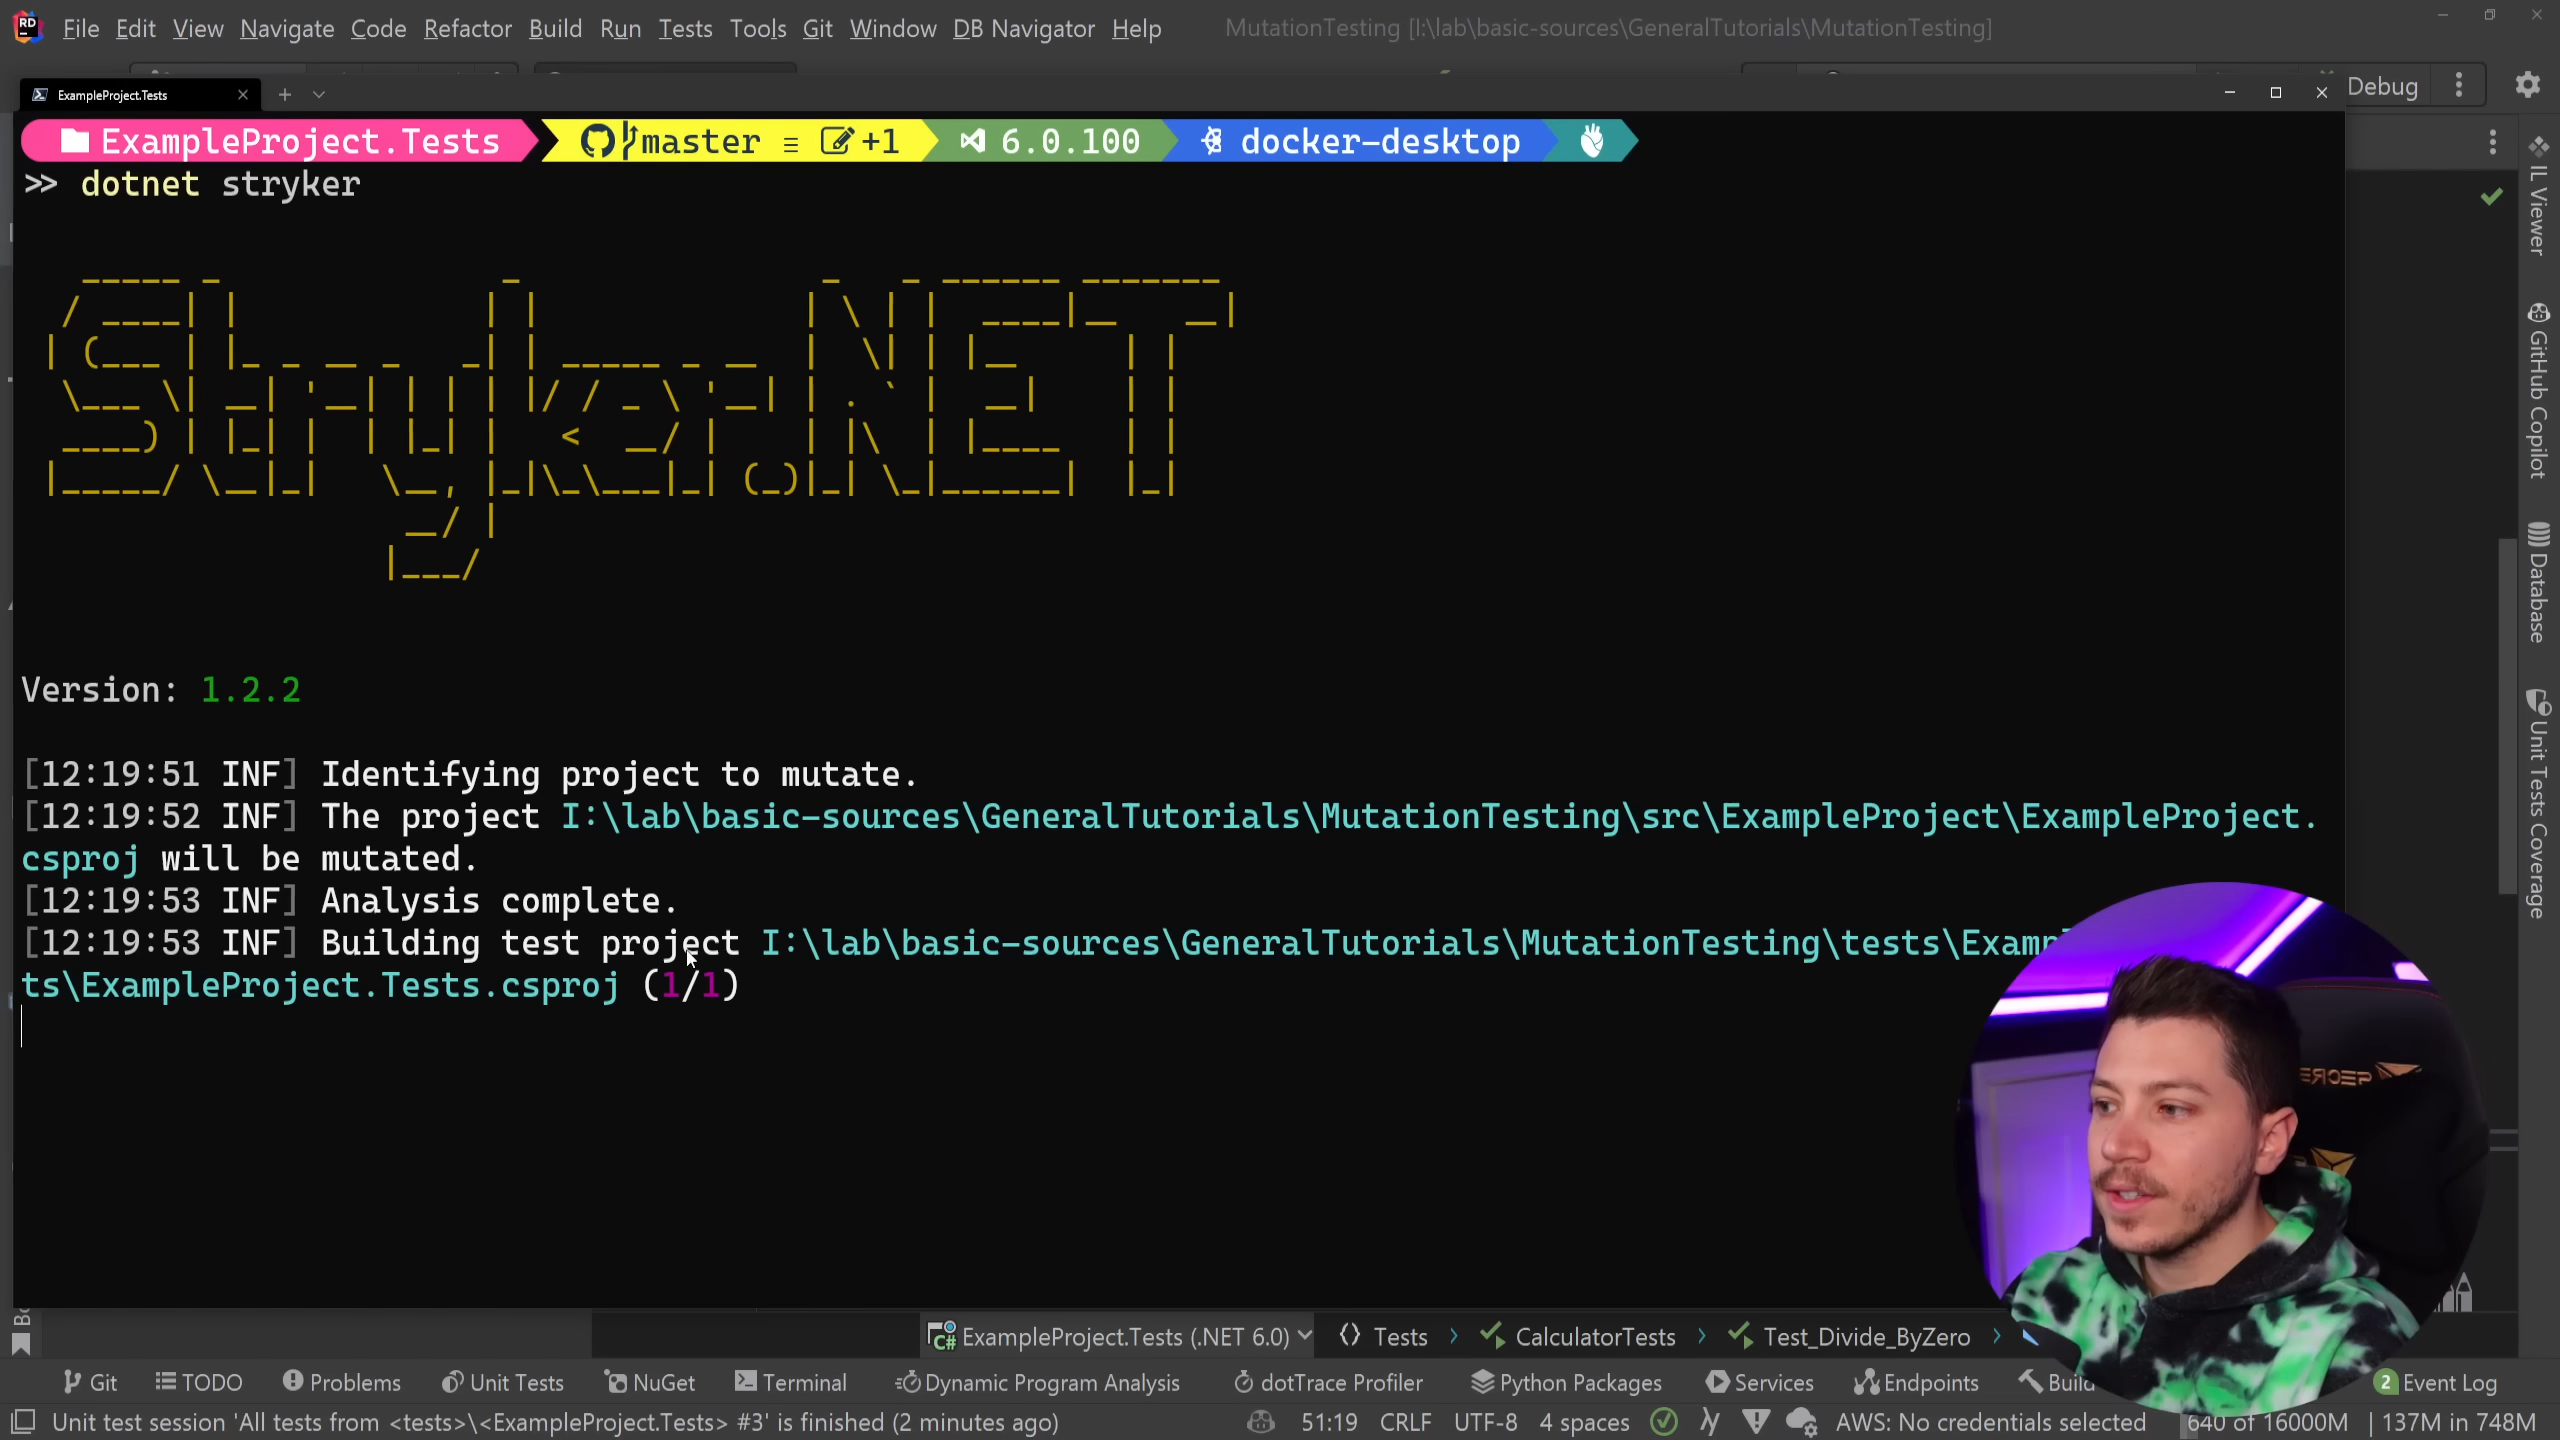 RD File Edit View Navigate Code Refactor Build Run Tests Tools Git Window DB Navigator Help MutationTesting [I:\lab\basic-sources\GeneralTutorials\MutationTesting]
Debug
ExampleProject.Tests
ExampleProject.Tests master ≡ +1 6.0.100 docker-desktop
>> dotnet stryker
Stryker.NET
Version: 1.2.2
[12:19:51 INF] Identifying project to mutate.
[12:19:52 INF] The project I:\lab\basic-sources\GeneralTutorials\MutationTesting\src\ExampleProject\ExampleProject.
csproj will be mutated.
[12:19:53 INF] Analysis complete.
[12:19:53 INF] Building test project I:\lab\basic-sources\GeneralTutorials\MutationTesting\tests\Examp
ts\ExampleProject.Tests.csproj (1/1)
IL Viewer
GitHub Copilot
Database
Unit Tests Coverage
GEORE
ExampleProject.Tests (.NET 6.0) Tests CalculatorTests Test_Divide_ByZero
Git TODO Problems Unit Tests NuGet Terminal Dynamic Program Analysis dotTrace Profiler Python Packages Services Endpoints Build 2 Event Log
Unit test session 'All tests from <tests>\<ExampleProject.Tests> #3' is finished (2 minutes ago) 51:19 CRLF UTF-8 4 spaces AWS: No credentials selected 640 of 16000M 137M in 748M